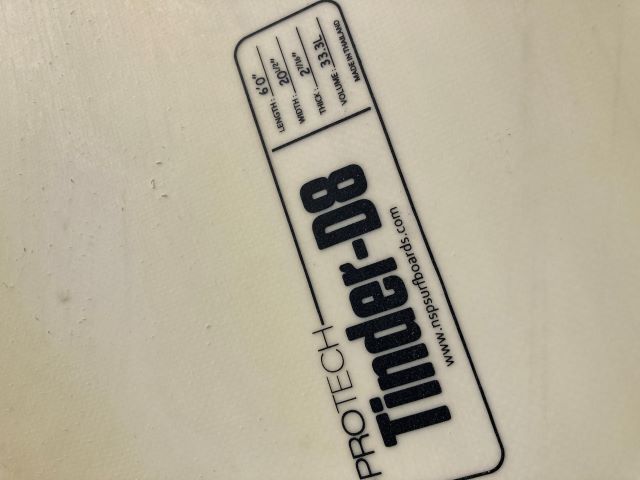 PROTECH
Tinder-D8
www.nspsurfboards.com
LENGTH: 6'0"
WIDTH: 20 1/2"
THICK: 2 7/16"
VOLUME: 33.3L
MADE IN THAILAND